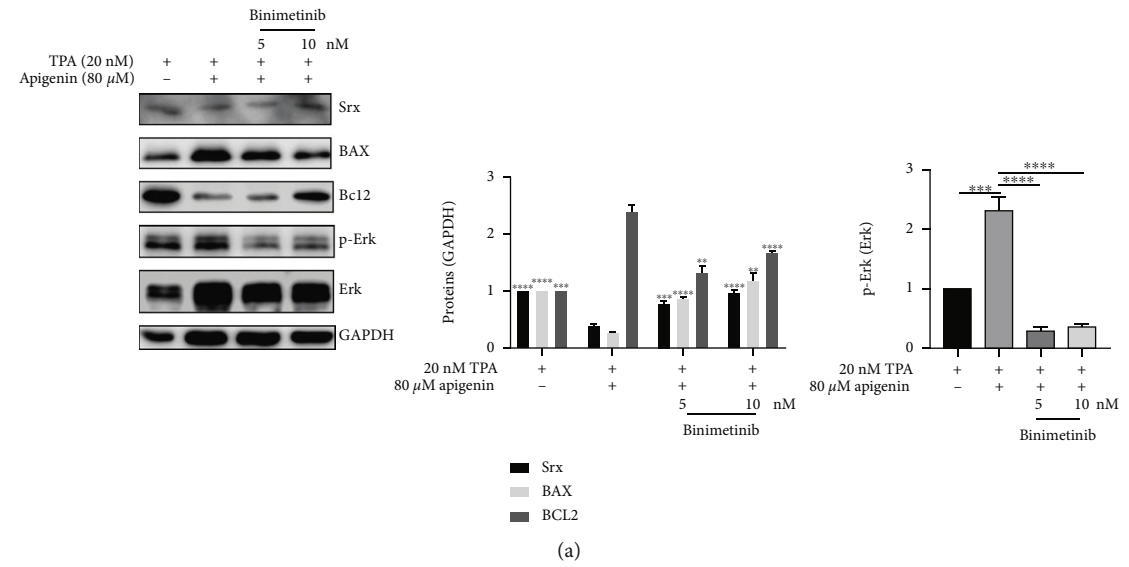 Binimetinib
5 10 nM
TPA (20 nM) + + + +
Apigenin (80 μM) – + + +
Srx
BAX
Bc12
p-Erk
Erk
GAPDH
Proteins (GAPDH)
3
2
1
0
**** **** ***
*** **** **
**** ** ****
20 nM TPA + + + +
80 μM apigenin – + + +
5 10 nM
Binimetinib
Srx
BAX
BCL2
p-Erk (Erk)
3
2
1
0
****
*** ****
20 nM TPA + + + +
80 μM apigenin – + + +
5 10 nM
Binimetinib
(a)